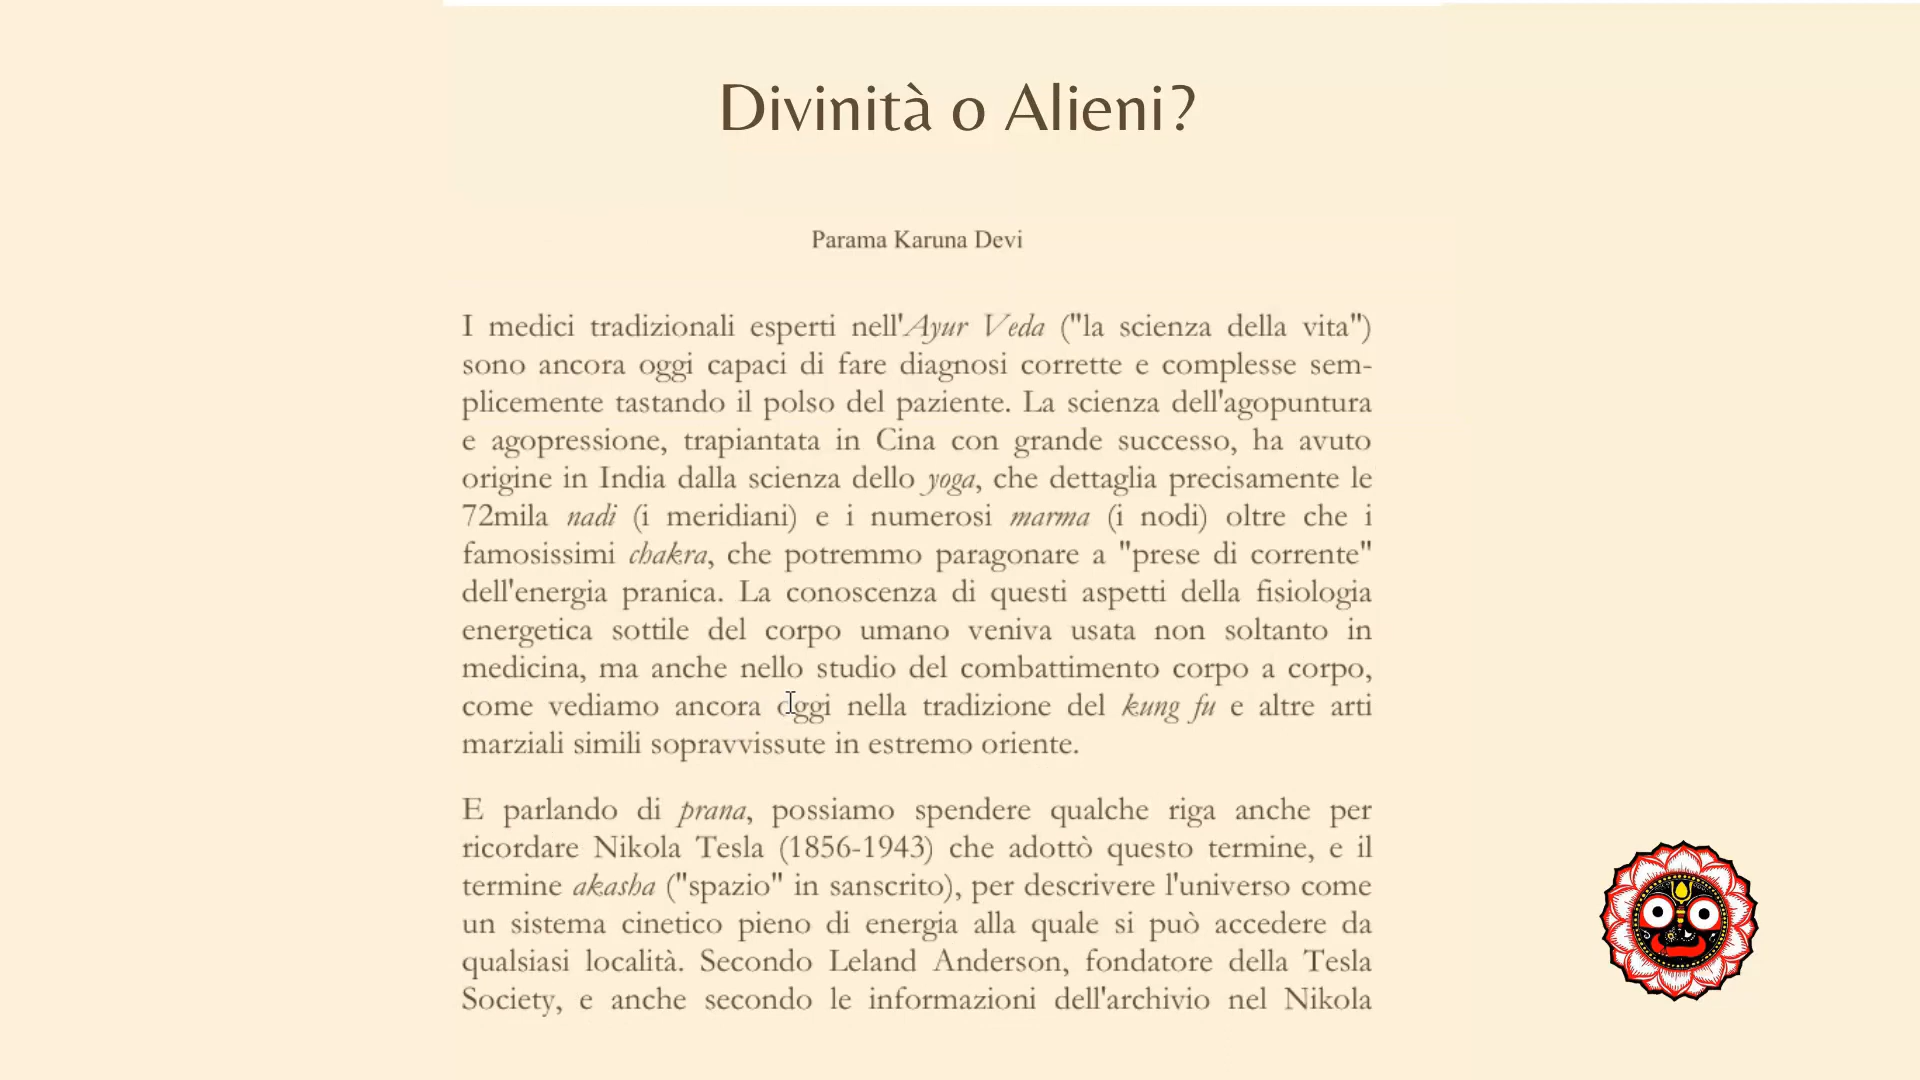 Divinità o Alieni?
Parama Karuna Devi
I medici tradizionali esperti nell'Ayur Veda ("la scienza della vita")
sono ancora oggi capaci di fare diagnosi corrette e complesse sem-
plicemente tastando il polso del paziente. La scienza dell'agopuntura
e agopressione, trapiantata in Cina con grande successo, ha avuto
origine in India dalla scienza dello yoga, che dettaglia precisamente le
72mila nadi (i meridiani) e i numerosi marma (i nodi) oltre che i
famosissimi chakra, che potremmo paragonare a "prese di corrente"
dell'energia pranica. La conoscenza di questi aspetti della fisiologia
energetica sottile del corpo umano veniva usata non soltanto in
medicina, ma anche nello studio del combattimento corpo a corpo,
come vediamo ancora oggi nella tradizione del kung fu e altre arti
marziali simili sopravvissute in estremo oriente.
E parlando di prana, possiamo spendere qualche riga anche per
ricordare Nikola Tesla (1856-1943) che adottò questo termine, e il
termine akasha ("spazio" in sanscrito), per descrivere l'universo come
un sistema cinetico pieno di energia alla quale si può accedere da
qualsiasi località. Secondo Leland Anderson, fondatore della Tesla
Society, e anche secondo le informazioni dell'archivio nel Nikola